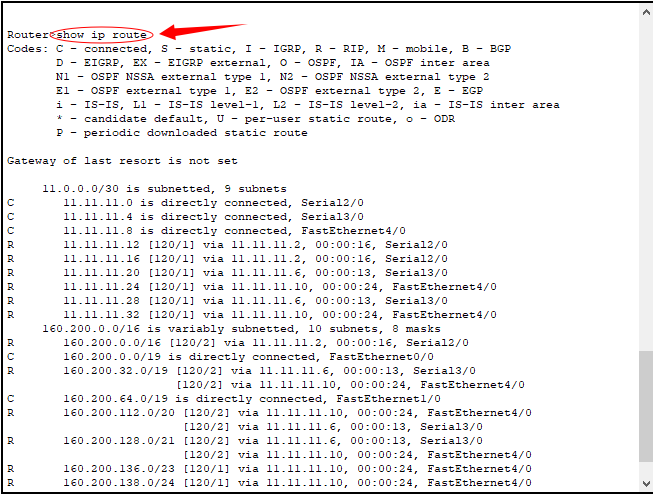 Router>show ip route
Codes: C - connected, S - static, I - IGRP, R - RIP, M - mobile, B - BGP
       D - EIGRP, EX - EIGRP external, O - OSPF, IA - OSPF inter area
       N1 - OSPF NSSA external type 1, N2 - OSPF NSSA external type 2
       E1 - OSPF external type 1, E2 - OSPF external type 2, E - EGP
       i - IS-IS, L1 - IS-IS level-1, L2 - IS-IS level-2, ia - IS-IS inter area
       * - candidate default, U - per-user static route, o - ODR
       P - periodic downloaded static route
Gateway of last resort is not set
     11.0.0.0/30 is subnetted, 9 subnets
C       11.11.11.0 is directly connected, Serial2/0
C       11.11.11.4 is directly connected, Serial3/0
C       11.11.11.8 is directly connected, FastEthernet4/0
R       11.11.11.12 [120/1] via 11.11.11.2, 00:00:16, Serial2/0
R       11.11.11.16 [120/1] via 11.11.11.2, 00:00:16, Serial2/0
R       11.11.11.20 [120/1] via 11.11.11.6, 00:00:13, Serial3/0
R       11.11.11.24 [120/1] via 11.11.11.10, 00:00:24, FastEthernet4/0
R       11.11.11.28 [120/1] via 11.11.11.6, 00:00:13, Serial3/0
R       11.11.11.32 [120/1] via 11.11.11.10, 00:00:24, FastEthernet4/0
     160.200.0.0/16 is variably subnetted, 10 subnets, 8 masks
R       160.200.0.0/16 [120/2] via 11.11.11.2, 00:00:16, Serial2/0
C       160.200.0.0/19 is directly connected, FastEthernet0/0
R       160.200.32.0/19 [120/2] via 11.11.11.6, 00:00:13, Serial3/0
                        [120/2] via 11.11.11.10, 00:00:24, FastEthernet4/0
C       160.200.64.0/19 is directly connected, FastEthernet1/0
R       160.200.112.0/20 [120/2] via 11.11.11.10, 00:00:24, FastEthernet4/0
                         [120/2] via 11.11.11.6, 00:00:13, Serial3/0
R       160.200.128.0/21 [120/2] via 11.11.11.6, 00:00:13, Serial3/0
                         [120/2] via 11.11.11.10, 00:00:24, FastEthernet4/0
R       160.200.136.0/23 [120/1] via 11.11.11.10, 00:00:24, FastEthernet4/0
R       160.200.138.0/24 [120/1] via 11.11.11.10, 00:00:24, FastEthernet4/0